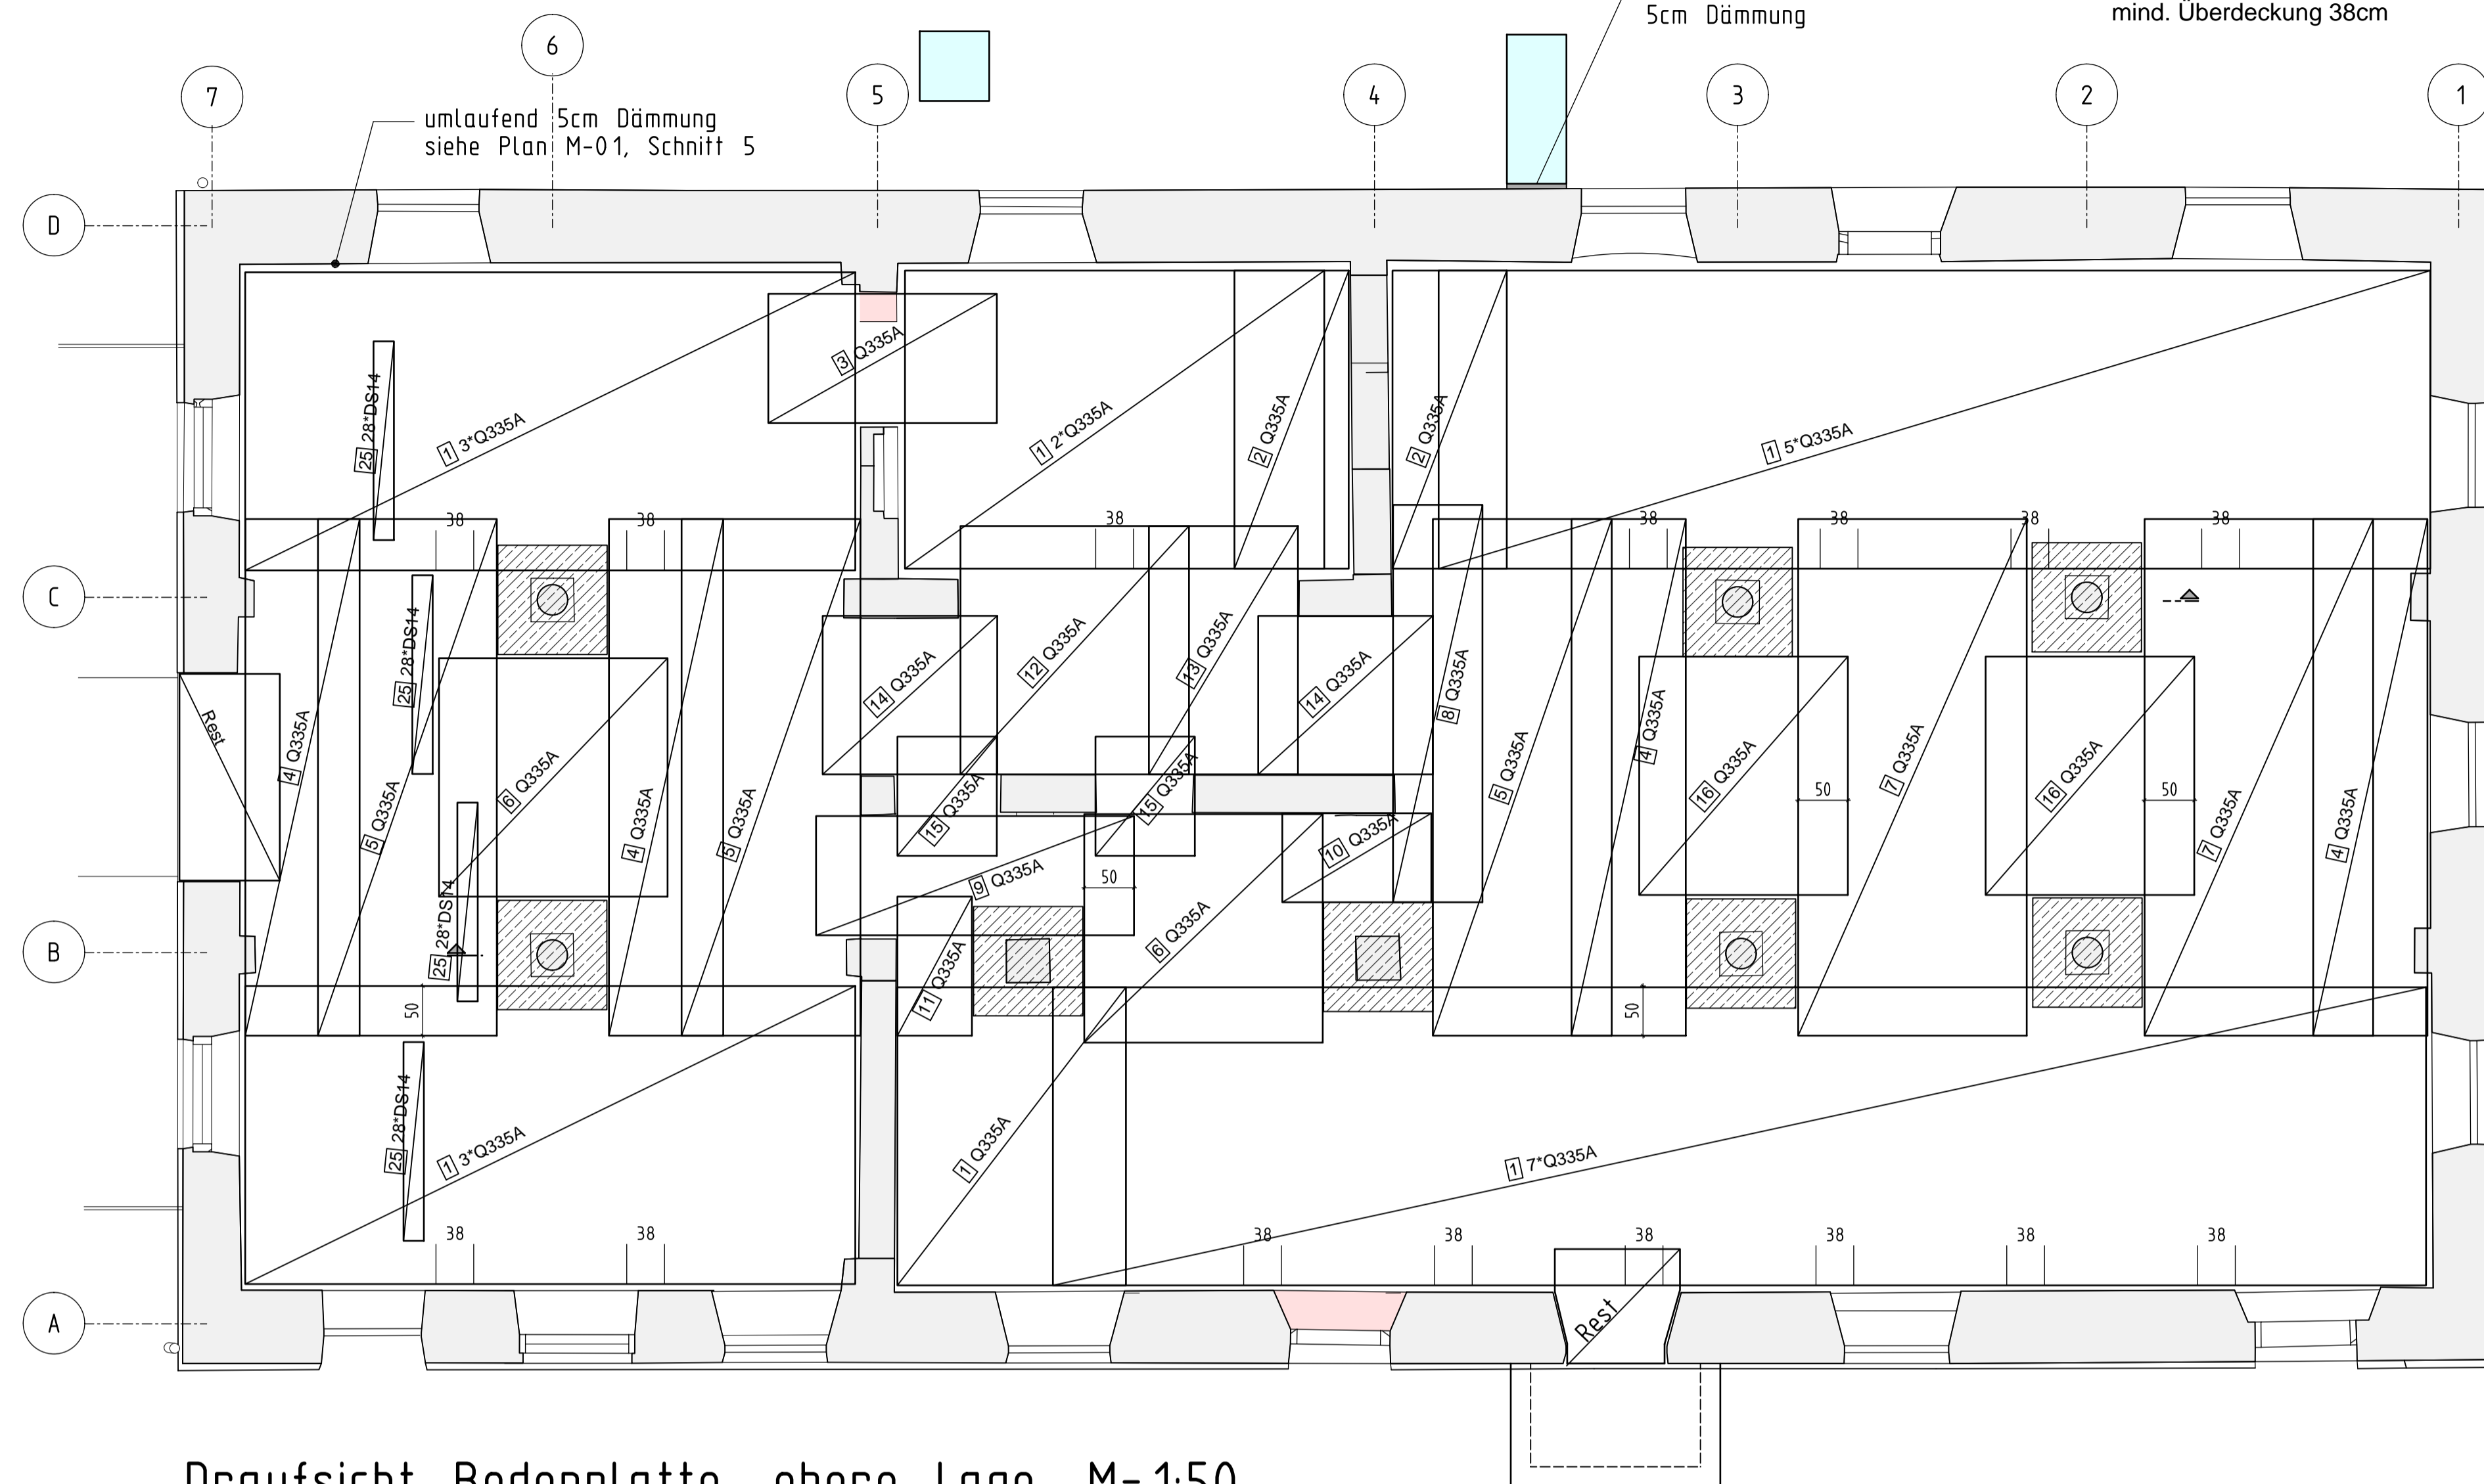 5cm Dämmung
mind. Überdeckung 38cm
6
7
5
4
3
2
1
umlaufend 5cm Dämmung
siehe Plan M-01, Schnitt 5
D
3 Q335A
25 28*DS14
1 3*Q335A
1 2*Q335A
2 Q335A
2 Q335A
1 5*Q335A
38
38
38
38
38
38
38
C
25 28*DS14
14 Q335A
12 Q335A
13 Q335A
14 Q335A
8 Q335A
Rest
4 Q335A
5 Q335A
6 Q335A
4 Q335A
5 Q335A
15 Q335A
15 Q335A
5 Q335A
4 Q335A
16 Q335A
50
7 Q335A
16 Q335A
50
7 Q335A
4 Q335A
10 Q335A
9 Q335A
50
6 Q335A
11 Q335A
B
25 28*DS14
50
50
25 28*DS14
1 3*Q335A
1 Q335A
1 7*Q335A
38
38
38
38
38
38
38
38
Rest
A
Draufsicht Bodenplatte, obere Lage, M-1:50